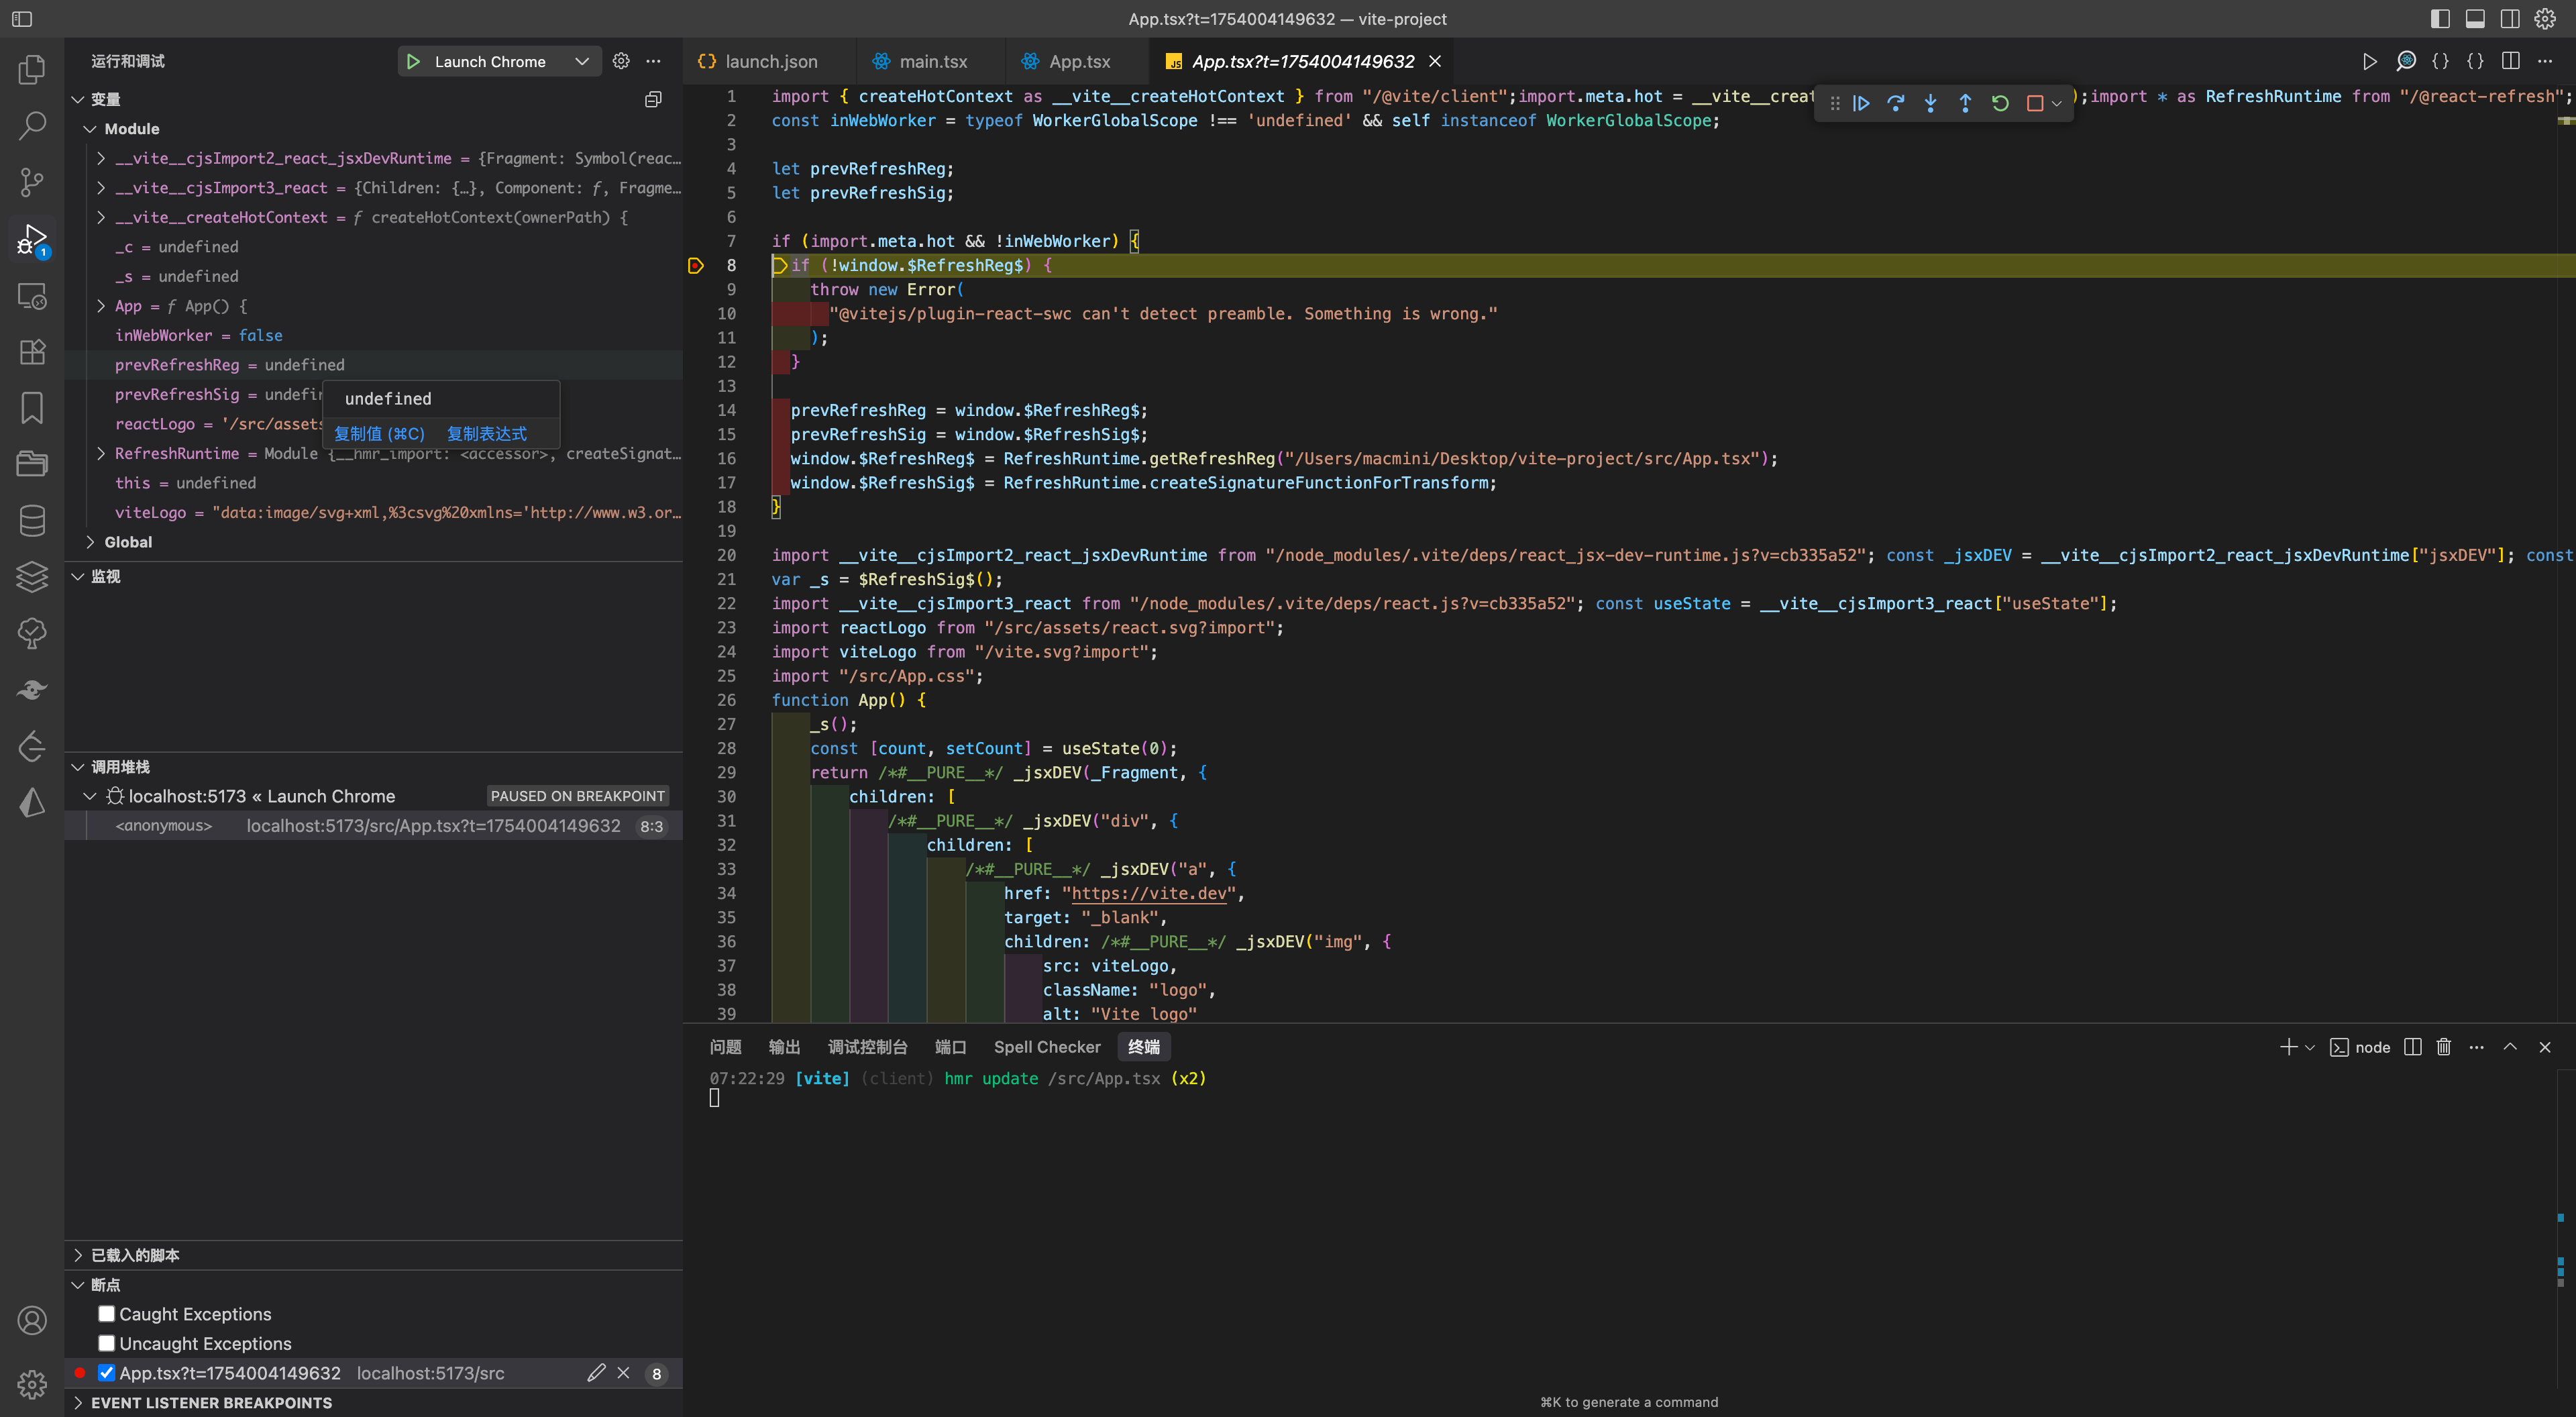 App.tsx?t=1754004149632 — vite-project
运行和调试
Launch Chrome
变量
Module
__vite__cjsImport2_react_jsxDevRuntime = {Fragment: Symbol(reac…
__vite__cjsImport3_react = {Children: {…}, Component: ƒ, Fragme…
__vite__createHotContext = ƒ createHotContext(ownerPath) {
_c = undefined
_s = undefined
App = ƒ App() {
inWebWorker = false
prevRefreshReg = undefined
prevRefreshSig = undefi
undefined
reactLogo = '/src/assets
复制值 (⌘C) 复制表达式
RefreshRuntime = Module {__hmr_import: <accessor>, createSignat…
this = undefined
viteLogo = "data:image/svg+xml,%3csvg%20xmlns='http://www.w3.or…
Global
监视
调用堆栈
localhost:5173 « Launch Chrome PAUSED ON BREAKPOINT
<anonymous> localhost:5173/src/App.tsx?t=1754004149632 8:3
已载入的脚本
断点
Caught Exceptions
Uncaught Exceptions
App.tsx?t=1754004149632 localhost:5173/src 8
EVENT LISTENER BREAKPOINTS
1
launch.json main.tsx App.tsx JS App.tsx?t=1754004149632
1 import { createHotContext as __vite__createHotContext } from "/@vite/client";import.meta.hot = __vite__creat );import * as RefreshRuntime from "/@react-refresh";
2 const inWebWorker = typeof WorkerGlobalScope !== 'undefined' && self instanceof WorkerGlobalScope;
3
4 let prevRefreshReg;
5 let prevRefreshSig;
6
7 if (import.meta.hot && !inWebWorker) {
8 if (!window.$RefreshReg$) {
9 throw new Error(
10 "@vitejs/plugin-react-swc can't detect preamble. Something is wrong."
11 );
12 }
13
14 prevRefreshReg = window.$RefreshReg$;
15 prevRefreshSig = window.$RefreshSig$;
16 window.$RefreshReg$ = RefreshRuntime.getRefreshReg("/Users/macmini/Desktop/vite-project/src/App.tsx");
17 window.$RefreshSig$ = RefreshRuntime.createSignatureFunctionForTransform;
18 }
19
20 import __vite__cjsImport2_react_jsxDevRuntime from "/node_modules/.vite/deps/react_jsx-dev-runtime.js?v=cb335a52"; const _jsxDEV = __vite__cjsImport2_react_jsxDevRuntime["jsxDEV"]; const
21 var _s = $RefreshSig$();
22 import __vite__cjsImport3_react from "/node_modules/.vite/deps/react.js?v=cb335a52"; const useState = __vite__cjsImport3_react["useState"];
23 import reactLogo from "/src/assets/react.svg?import";
24 import viteLogo from "/vite.svg?import";
25 import "/src/App.css";
26 function App() {
27 _s();
28 const [count, setCount] = useState(0);
29 return /*#__PURE__*/ _jsxDEV(_Fragment, {
30 children: [
31 /*#__PURE__*/ _jsxDEV("div", {
32 children: [
33 /*#__PURE__*/ _jsxDEV("a", {
34 href: "https://vite.dev",
35 target: "_blank",
36 children: /*#__PURE__*/ _jsxDEV("img", {
37 src: viteLogo,
38 className: "logo",
39 alt: "Vite logo"
问题 输出 调试控制台 端口 Spell Checker 终端 node
07:22:29 [vite] (client) hmr update /src/App.tsx (x2)
⌘K to generate a command